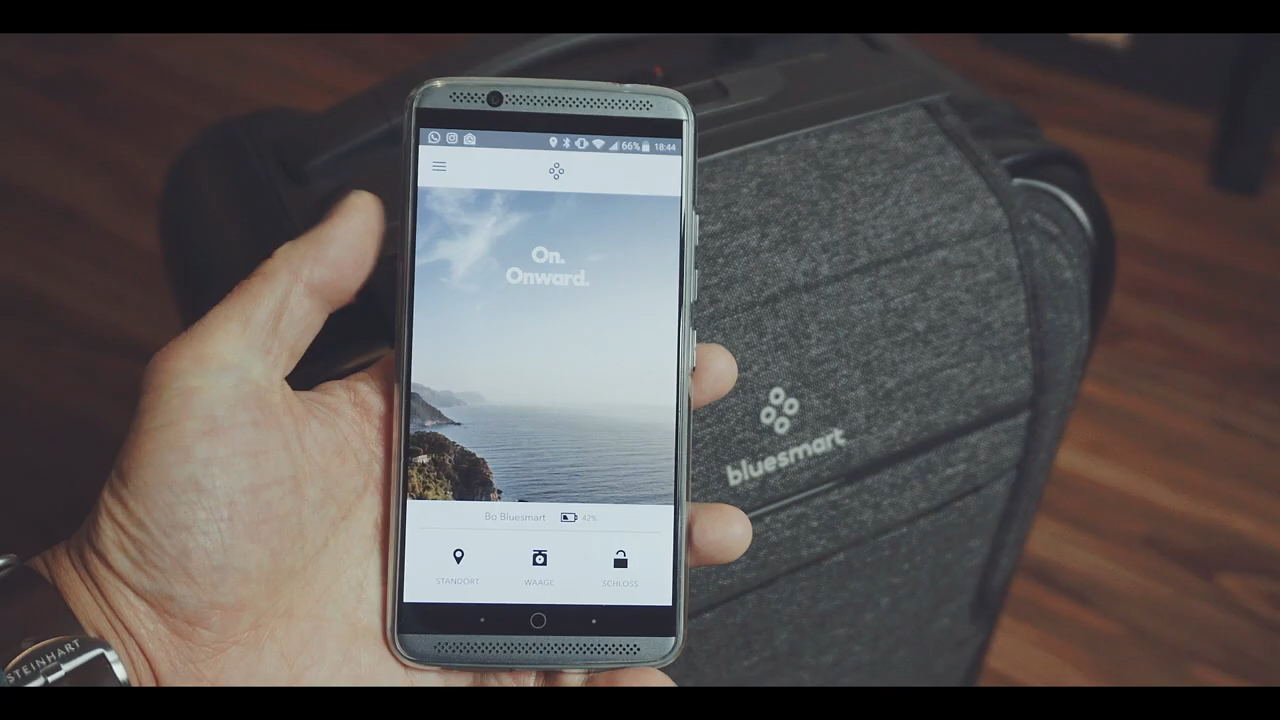 66% 18:44
On.
Onward.
Bo Bluesmart 42%
STANDORT WAAGE SCHLOSS
bluesmart
STEINHART